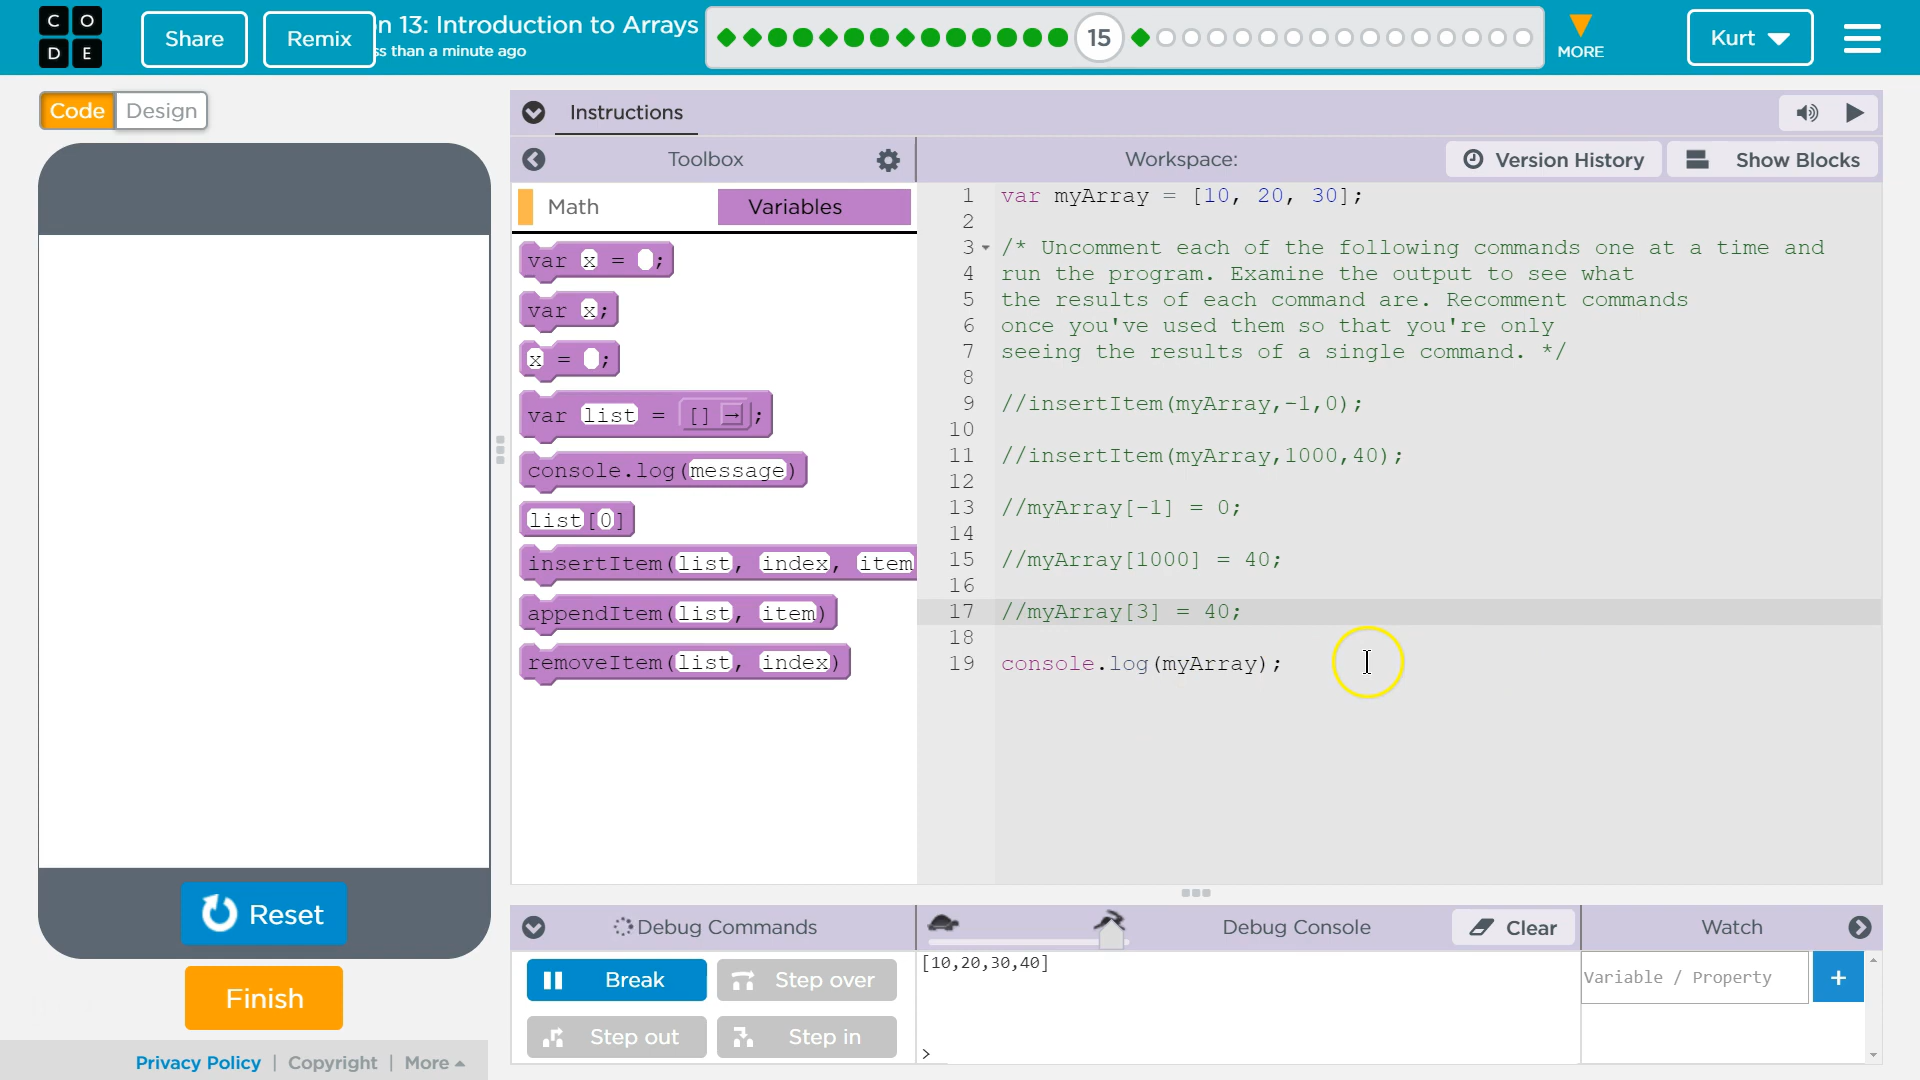 C O
D E
Share
Remix
n 13: Introduction to Arrays
ss than a minute ago
15
MORE
Kurt
Code
Design
Instructions
Toolbox
Workspace:
Version History
Show Blocks
Math
Variables
var x = ;
var x;
x = ;
var list = [] → ;
console.log(message)
list[0]
insertItem(list, index, item
appendItem(list, item)
removeItem(list, index)
1 var myArray = [10, 20, 30];
2
3 /* Uncomment each of the following commands one at a time and
4 run the program. Examine the output to see what
5 the results of each command are. Recomment commands
6 once you've used them so that you're only
7 seeing the results of a single command. */
8
9 //insertItem(myArray,-1,0);
10
11 //insertItem(myArray,1000,40);
12
13 //myArray[-1] = 0;
14
15 //myArray[1000] = 40;
16
17 //myArray[3] = 40;
18
19 console.log(myArray);
Reset
Finish
Privacy Policy | Copyright | More
Debug Commands
Break
Step over
Step out
Step in
Debug Console
Clear
[10,20,30,40]
>
Watch
Variable / Property
+